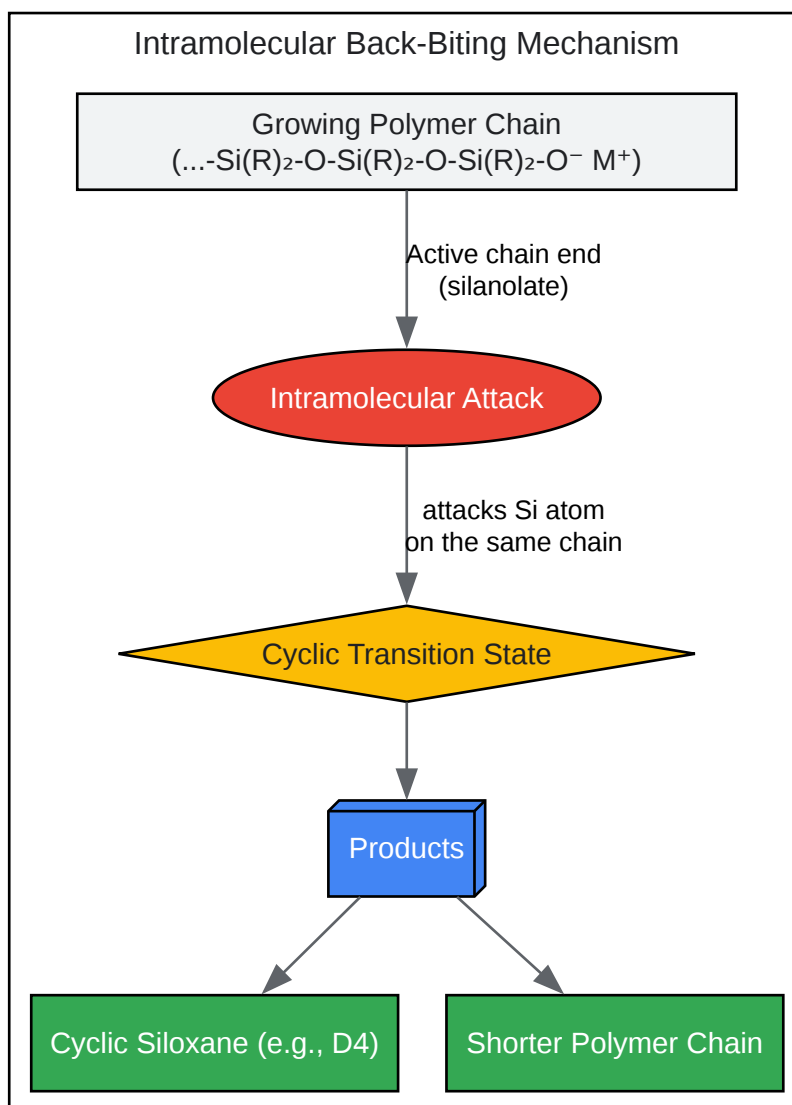 Intramolecular Back-Biting Mechanism
Growing Polymer Chain
(...-Si(R)₂-O-Si(R)₂-O-Si(R)₂-O⁻ M⁺)
Active chain end
(silanolate)
Intramolecular Attack
attacks Si atom
on the same chain
Cyclic Transition State
Products
Cyclic Siloxane (e.g., D4)
Shorter Polymer Chain